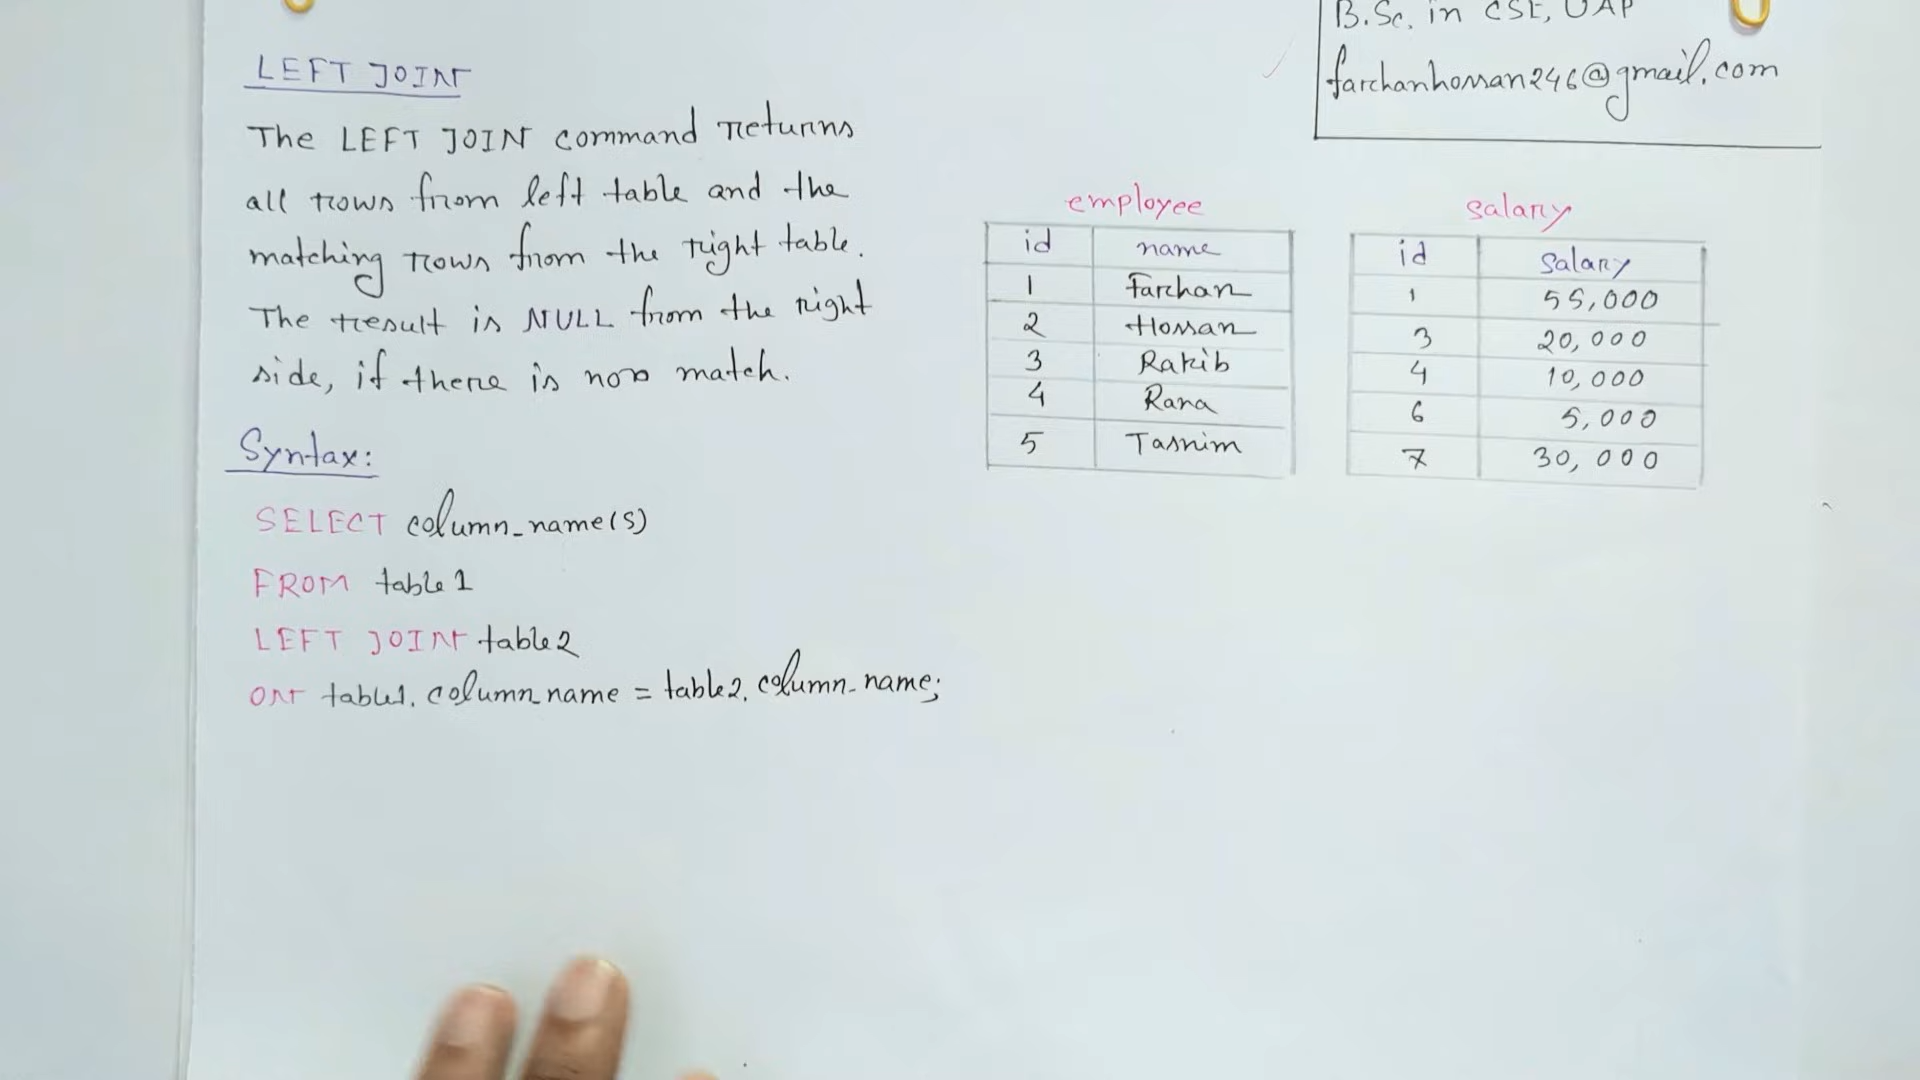 B.Sc. in CSE, UAP
farhanhossan246@gmail.com
LEFT JOIN
The LEFT JOIN command returns
all rows from left table and the
matching rows from the right table.
The result is NULL from the right
side, if there is no match.
Syntax:
SELECT column_name(s)
FROM table1
LEFT JOIN table2
ON table1.column_name = table2.column_name;
employee
id name
1 Farhan
2 Hossan
3 Rakib
4 Rana
5 Tasnim
salary
id salary
1 55,000
3 20,000
4 10,000
6 5,000
7 30,000